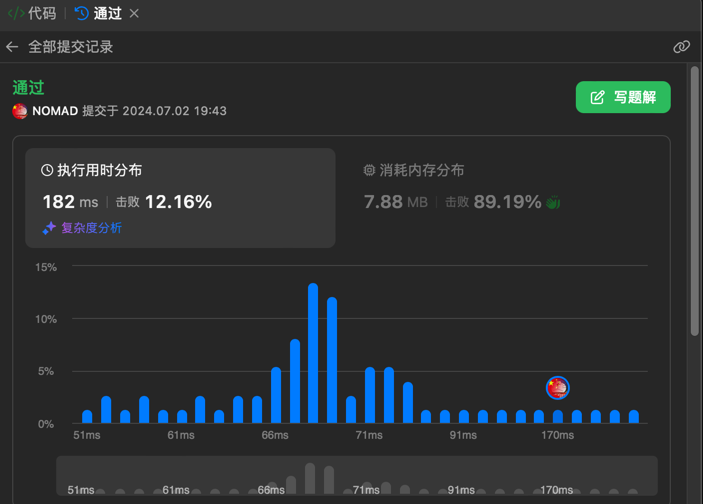 </> 代码 通过 ×
全部提交记录
通过
NOMAD 提交于 2024.07.02 19:43
写题解
执行用时分布
182 ms 击败 12.16%
复杂度分析
消耗内存分布
7.88 MB 击败 89.19%
15%
10%
5%
0%
51ms 61ms 66ms 71ms 91ms 170ms
51ms 61ms 66ms 71ms 91ms 170ms